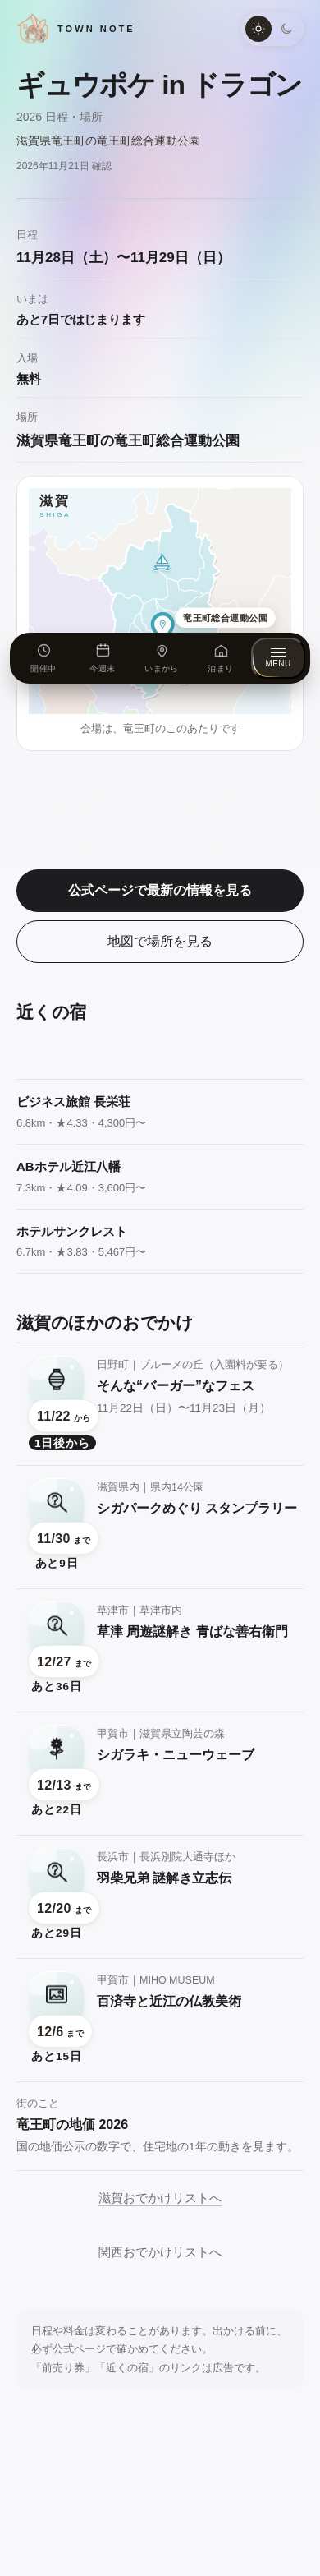 TOWN NOTE
ギュウポケ in ドラゴン
2026 日程・場所
滋賀県竜王町の竜王町総合運動公園
2026年11月21日 確認
日程
11月28日（土）〜11月29日（日）
いまは
あと7日ではじまります
入場
無料
場所
滋賀県竜王町の竜王町総合運動公園
滋賀
SHIGA
竜王町総合運動公園
開催中
今週末
いまから
泊まり
MENU
会場は、竜王町のこのあたりです
公式ページで最新の情報を見る
地図で場所を見る
近くの宿
ビジネス旅館 長栄荘
6.8km・★4.33・4,300円〜
ABホテル近江八幡
7.3km・★4.09・3,600円〜
ホテルサンクレスト
6.7km・★3.83・5,467円〜
滋賀のほかのおでかけ
日野町｜ブルーメの丘（入園料が要る）
そんな“バーガー”なフェス
11月22日（日）〜11月23日（月）
11/22 から
1日後から
滋賀県内｜県内14公園
シガパークめぐり スタンプラリー
11/30 まで
あと9日
草津市｜草津市内
草津 周遊謎解き 青ばな善右衛門
12/27 まで
あと36日
甲賀市｜滋賀県立陶芸の森
シガラキ・ニューウェーブ
12/13 まで
あと22日
長浜市｜長浜別院大通寺ほか
羽柴兄弟 謎解き立志伝
12/20 まで
あと29日
甲賀市｜MIHO MUSEUM
百済寺と近江の仏教美術
12/6 まで
あと15日
街のこと
竜王町の地価 2026
国の地価公示の数字で、住宅地の1年の動きを見ます。
滋賀おでかけリストへ
関西おでかけリストへ
日程や料金は変わることがあります。出かける前に、
必ず公式ページで確かめてください。
「前売り券」「近くの宿」のリンクは広告です。